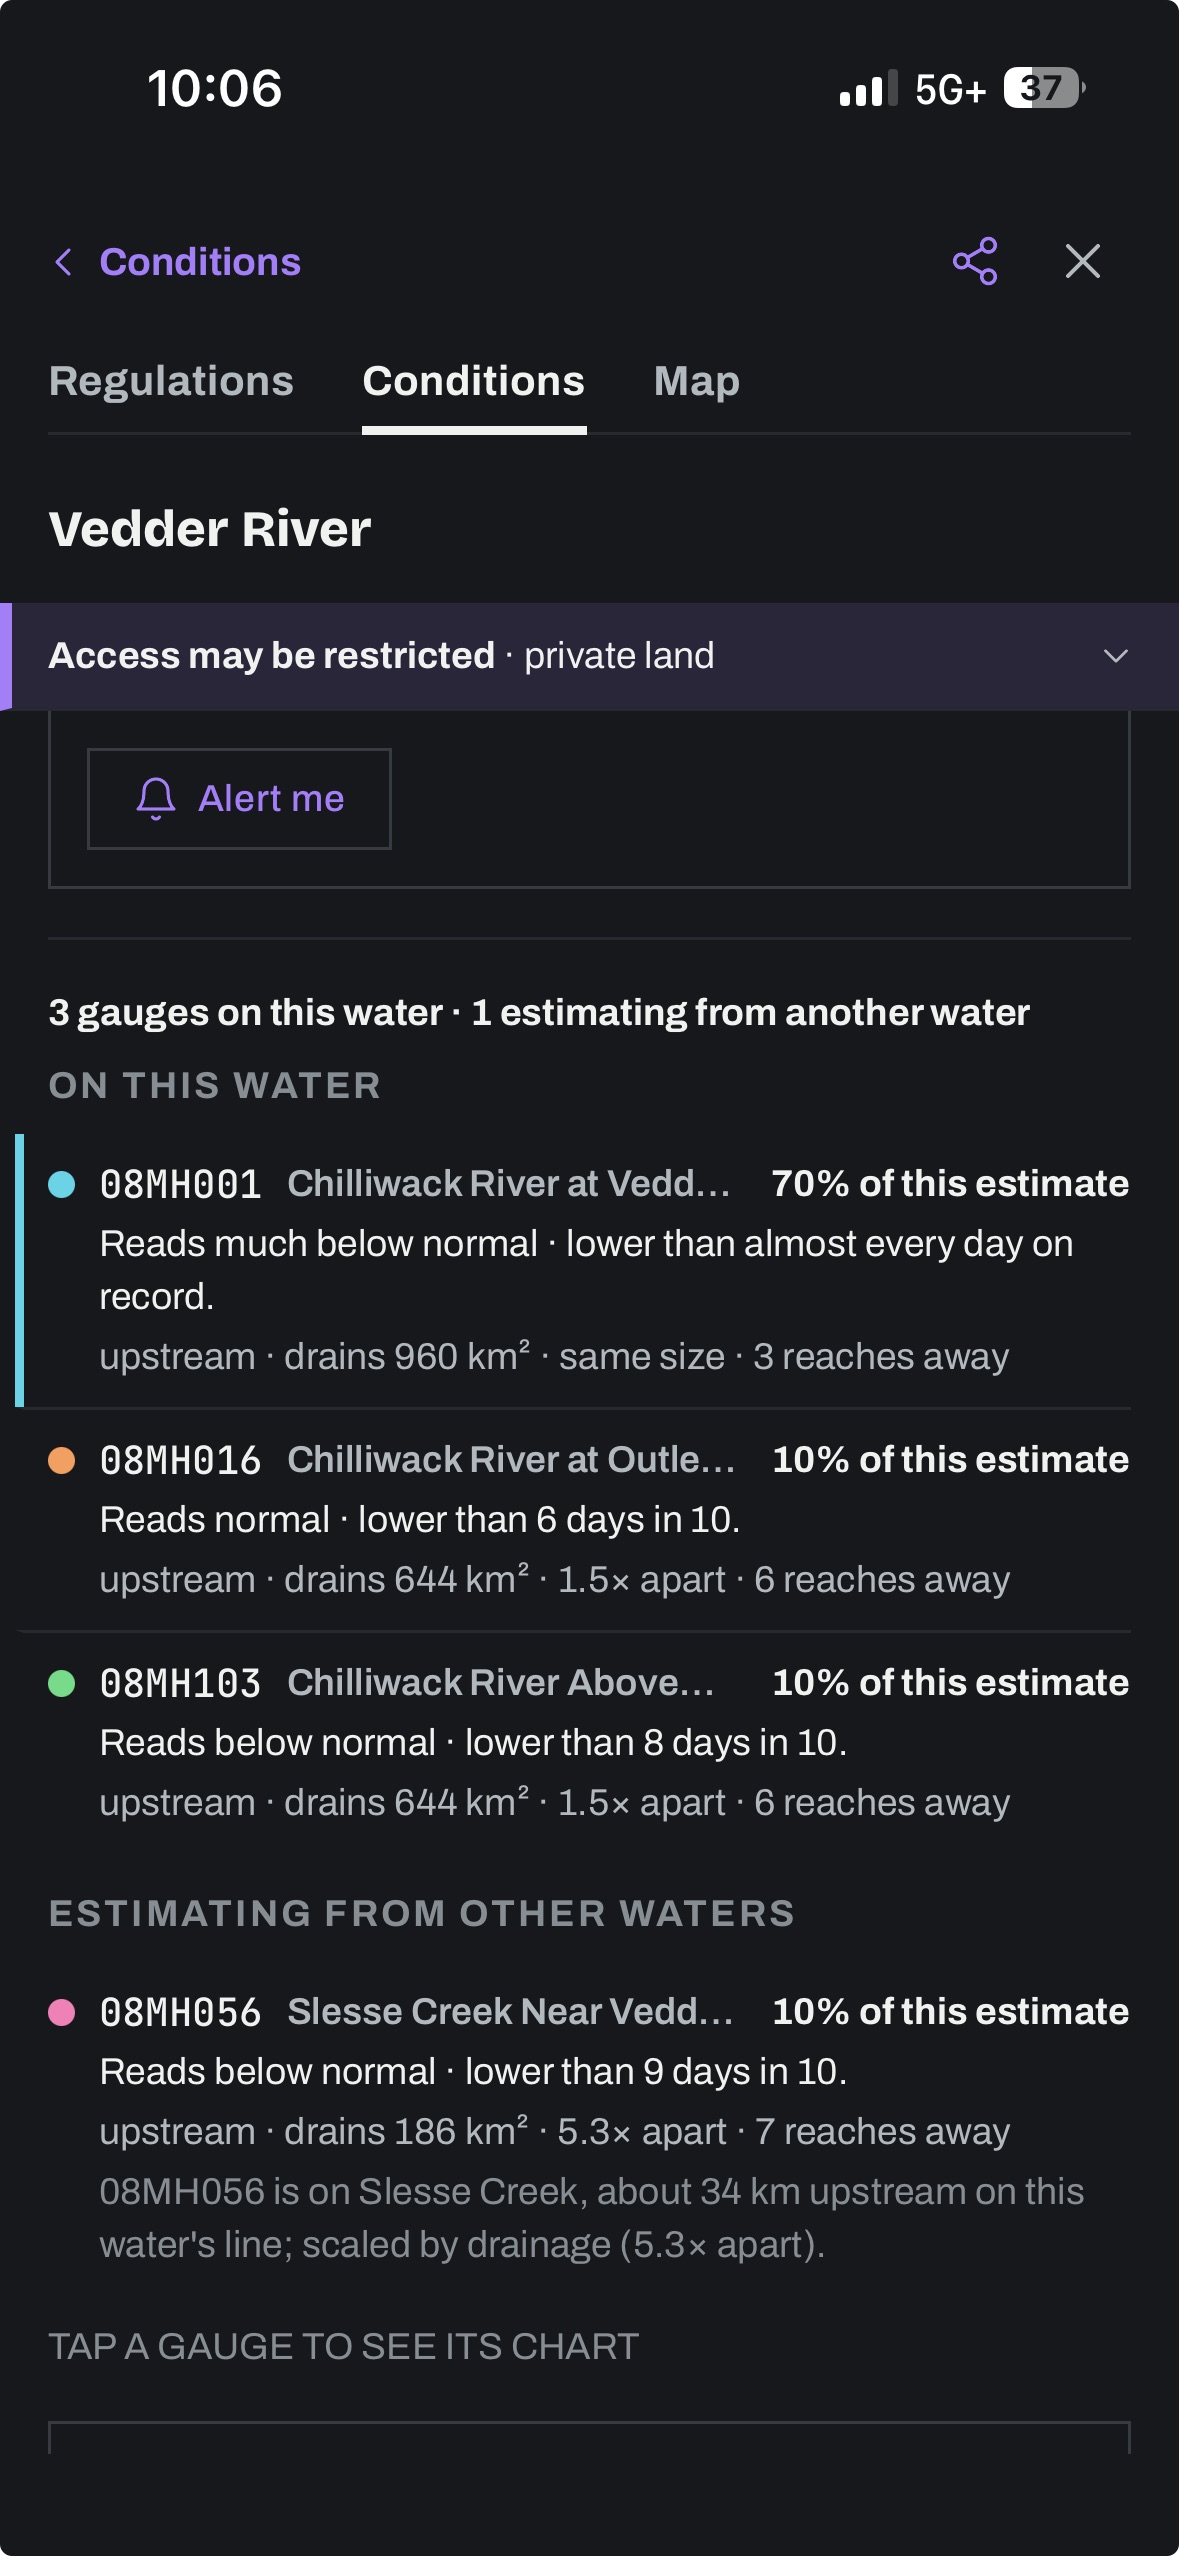 10:06
5G+ 37
Conditions
Regulations Conditions Map
Vedder River
Access may be restricted · private land
Alert me
3 gauges on this water · 1 estimating from another water
ON THIS WATER
08MH001 Chilliwack River at Vedd... 70% of this estimate
Reads much below normal · lower than almost every day on
record.
upstream · drains 960 km² · same size · 3 reaches away
08MH016 Chilliwack River at Outle... 10% of this estimate
Reads normal · lower than 6 days in 10.
upstream · drains 644 km² · 1.5× apart · 6 reaches away
08MH103 Chilliwack River Above... 10% of this estimate
Reads below normal · lower than 8 days in 10.
upstream · drains 644 km² · 1.5× apart · 6 reaches away
ESTIMATING FROM OTHER WATERS
08MH056 Slesse Creek Near Vedd... 10% of this estimate
Reads below normal · lower than 9 days in 10.
upstream · drains 186 km² · 5.3× apart · 7 reaches away
08MH056 is on Slesse Creek, about 34 km upstream on this
water's line; scaled by drainage (5.3× apart).
TAP A GAUGE TO SEE ITS CHART